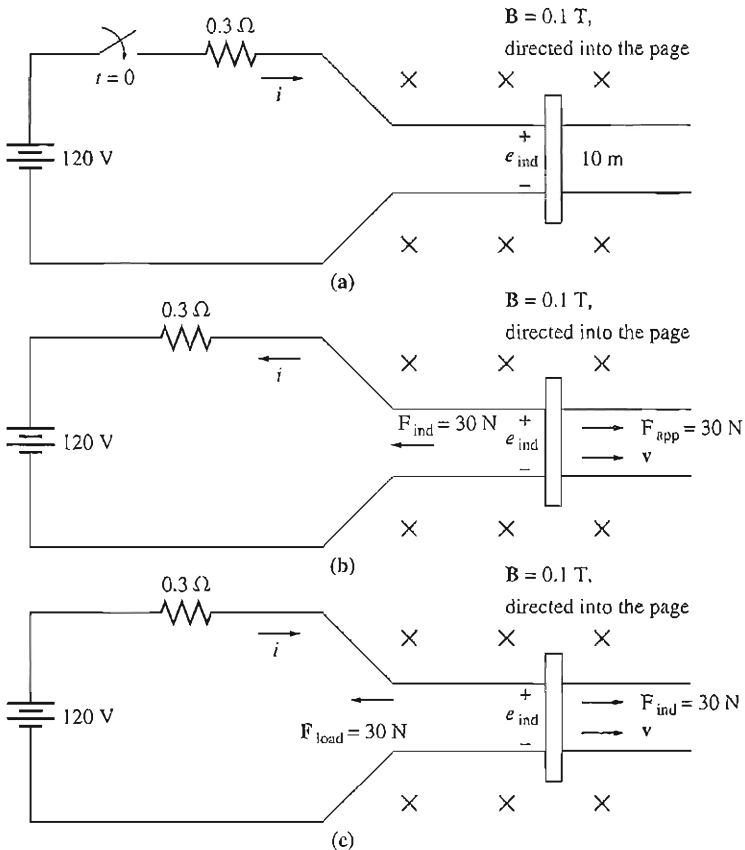 B = 0.1 T,
directed into the page
0.3 Ω
t = 0
i
120 V
+
e ind
−
10 m
(a)
B = 0.1 T,
directed into the page
0.3 Ω
i
120 V
F ind = 30 N
+
e ind
−
F app = 30 N
v
(b)
B = 0.1 T,
directed into the page
0.3 Ω
i
120 V
F load = 30 N
+
e ind
−
F ind = 30 N
v
(c)